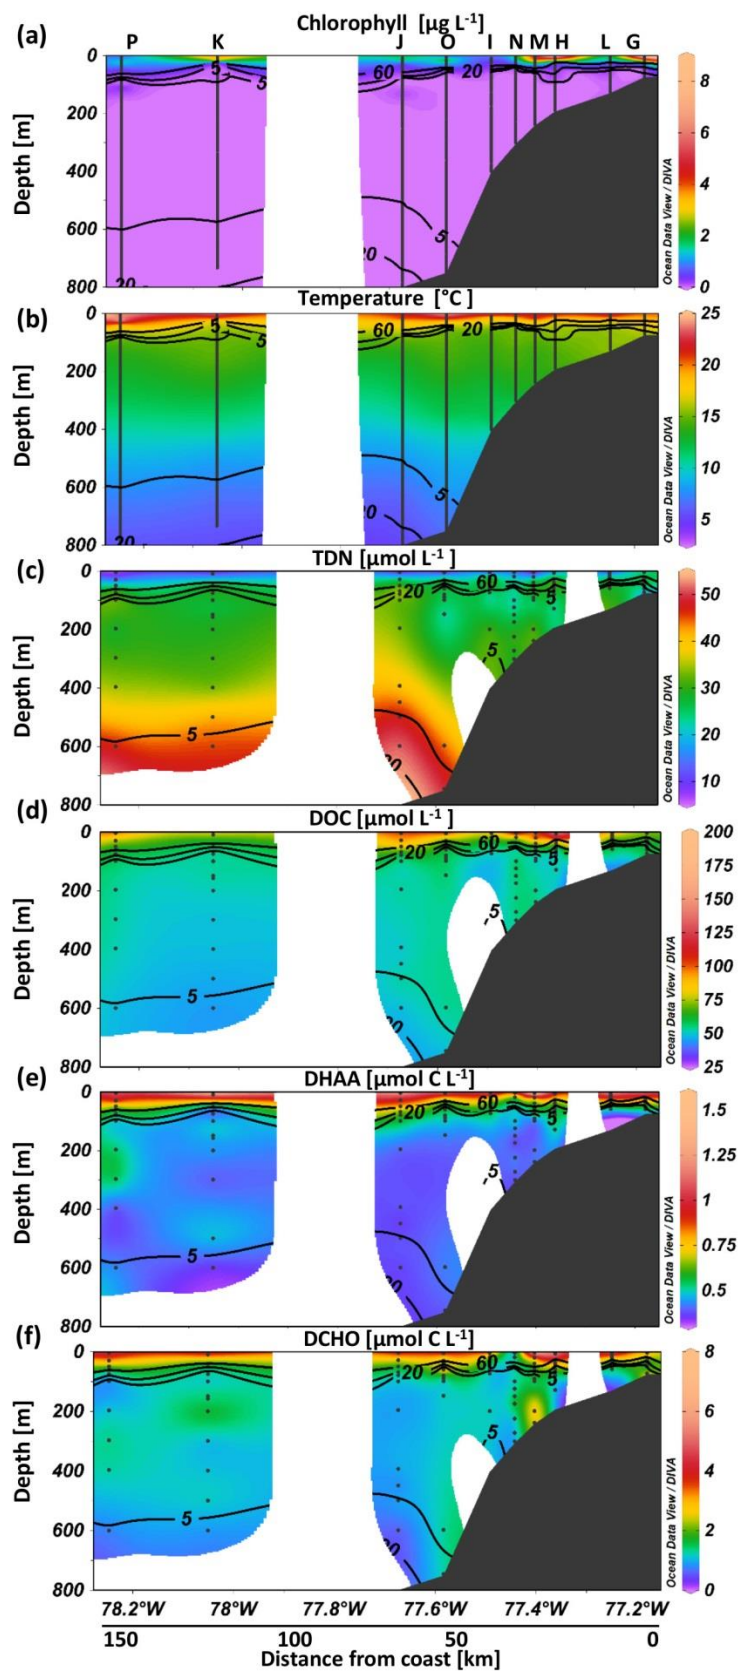 (a) Chlorophyll [µg L-1]
P K J O I N M H L G
0 5 60 20 8
200 5
Depth [m] 400 6
600 5 4
800 20 20 2
0
Ocean Data View / DIVA
(b) Temperature [°C]
0 5 60 20 25
200 5 20
Depth [m] 400 15
600 5 10
800 20 20 5
Ocean Data View / DIVA
(c) TDN [µmol L-1]
0 60 20 5 50
200 5 40
Depth [m] 400 30
600 5 20
800 20 10
Ocean Data View / DIVA
(d) DOC [µmol L-1]
0 60 20 5 200
200 5 175
Depth [m] 400 150
125
600 5 100
75
800 20 50
25
Ocean Data View / DIVA
(e) DHAA [µmol C L-1]
0 60 20 5 1.5
200 5 1.25
Depth [m] 400 1
600 5 0.75
800 20 0.5
Ocean Data View / DIVA
(f) DCHO [µmol C L-1]
0 60 20 5 8
200 5 6
Depth [m] 400 4
600 5 2
800 20 0
Ocean Data View / DIVA
78.2°W 78°W 77.8°W 77.6°W 77.4°W 77.2°W
150 100 50 0
Distance from coast [km]